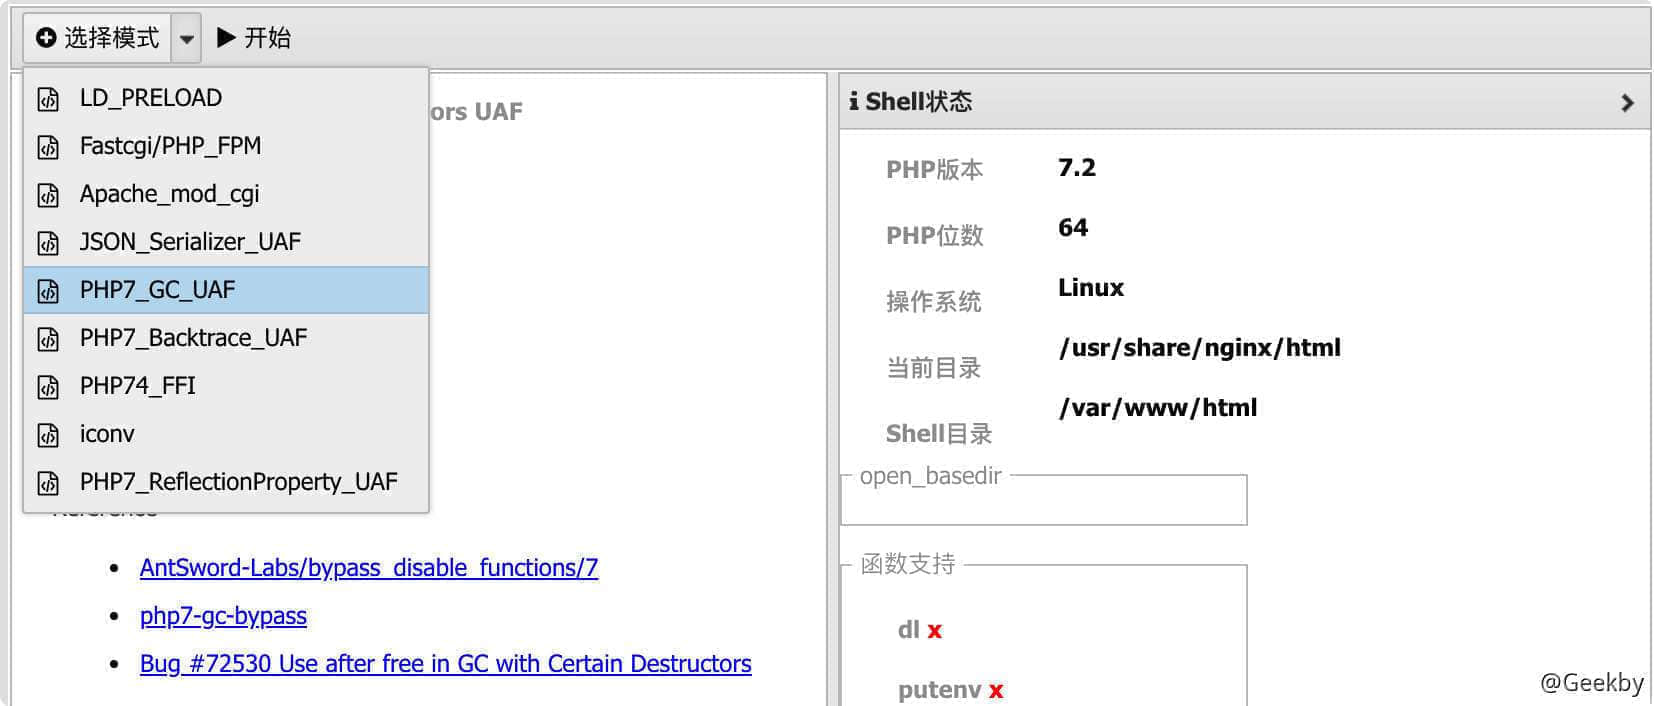 选择模式
开始
LD_PRELOAD
Fastcgi/PHP_FPM
Apache_mod_cgi
JSON_Serializer_UAF
PHP7_GC_UAF
PHP7_Backtrace_UAF
PHP74_FFI
iconv
PHP7_ReflectionProperty_UAF
ors UAF
AntSword-Labs/bypass_disable_functions/7
php7-gc-bypass
Bug #72530 Use after free in GC with Certain Destructors
Shell状态
PHP版本 7.2
PHP位数 64
操作系统 Linux
当前目录 /usr/share/nginx/html
Shell目录 /var/www/html
open_basedir
函数支持
dl x
putenv x
@Geekby